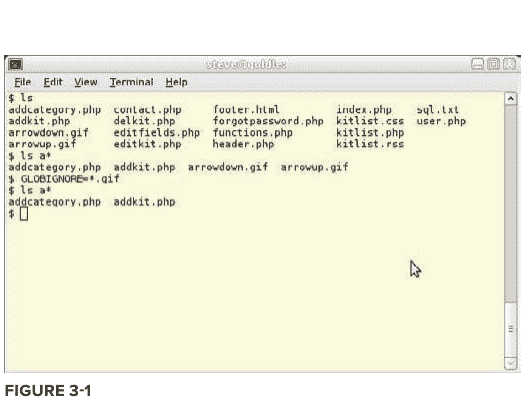 steve@goldie:
File Edit View Terminal Help
$ ls
addcategory.php contact.php footer.html index.php sql.txt
addkit.php delkit.php forgotpassword.php kitlist.css user.php
arrowdown.gif editfields.php functions.php kitlist.php
arrowup.gif editkit.php header.php kitlist.rss
$ ls a*
addcategory.php addkit.php arrowdown.gif arrowup.gif
$ GLOBIGNORE=*.gif
$ ls a*
addcategory.php addkit.php
$
FIGURE 3-1